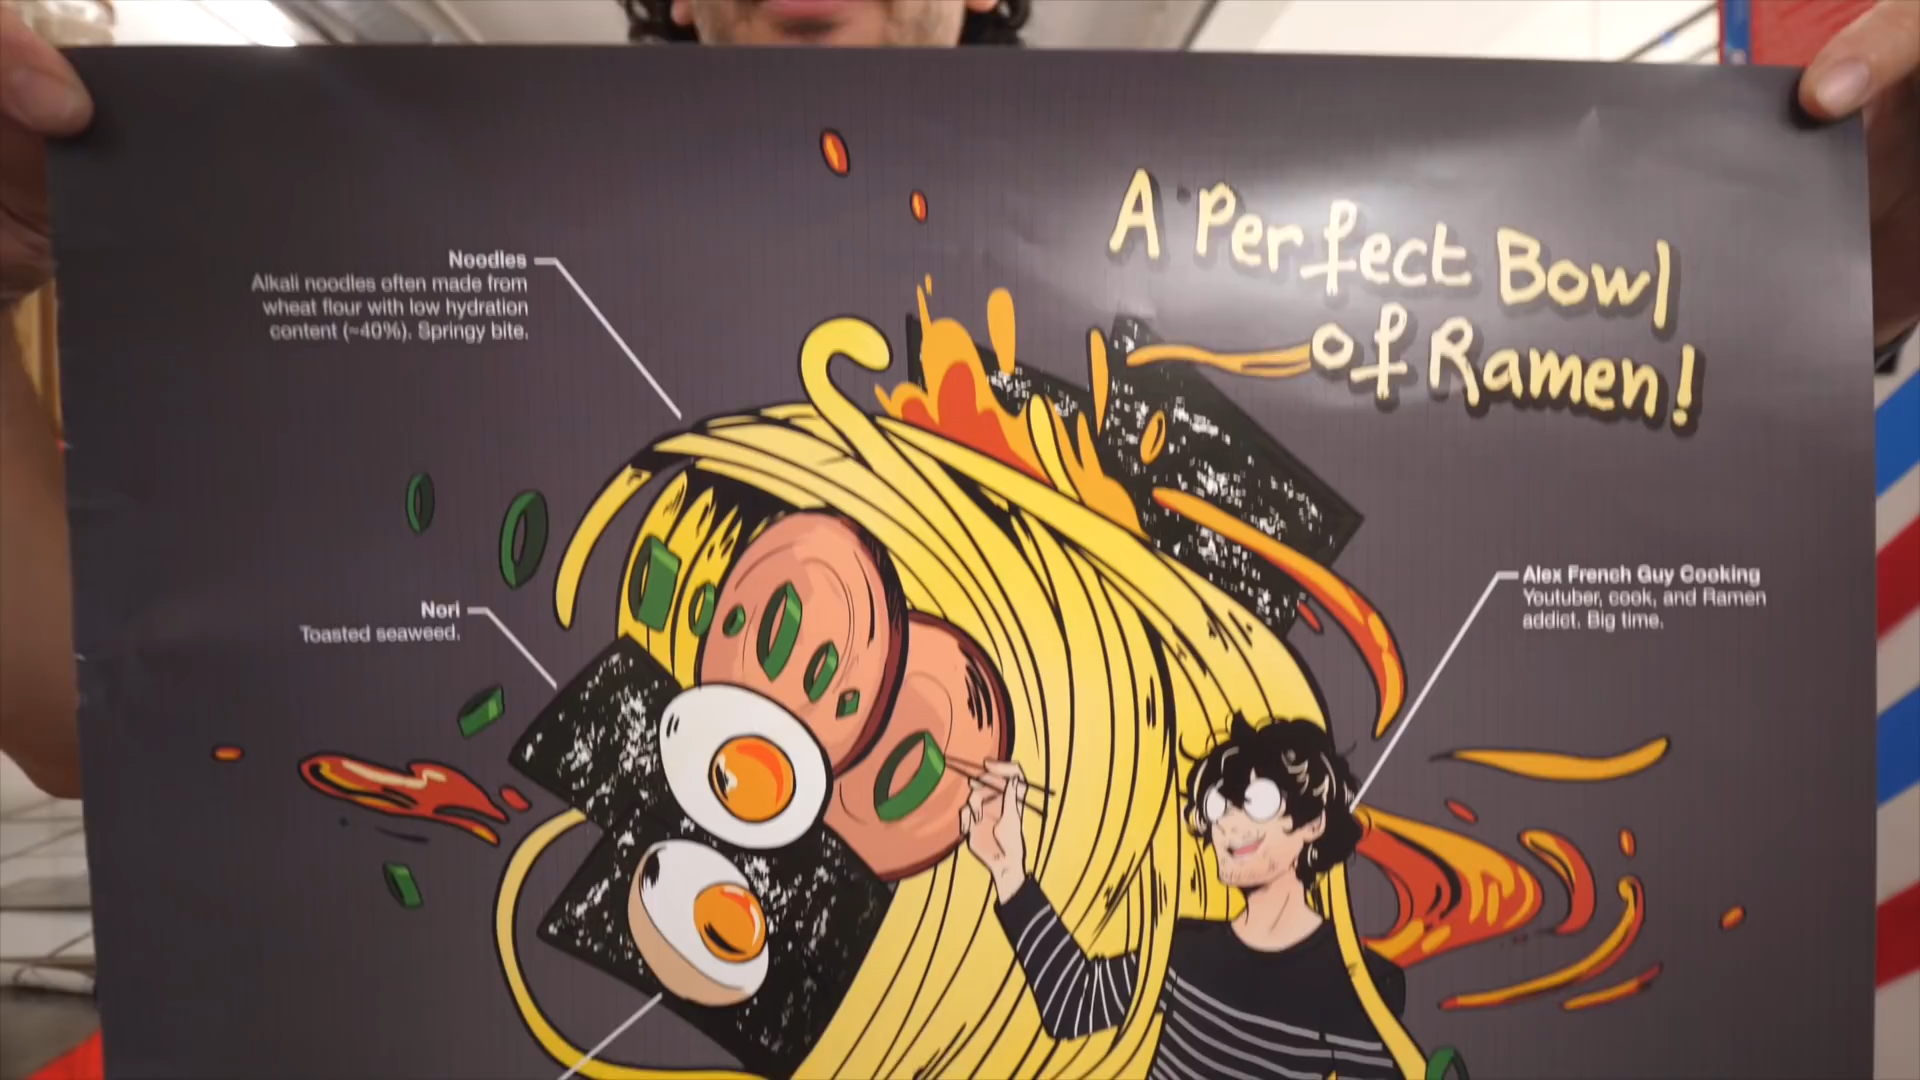 A Perfect Bowl
of Ramen!
Noodles
Alkali noodles often made from
wheat flour with low hydration
content (~40%). Springy bite.
Nori
Toasted seaweed.
Alex French Guy Cooking
Youtuber, cook, and Ramen
addict. Big time.